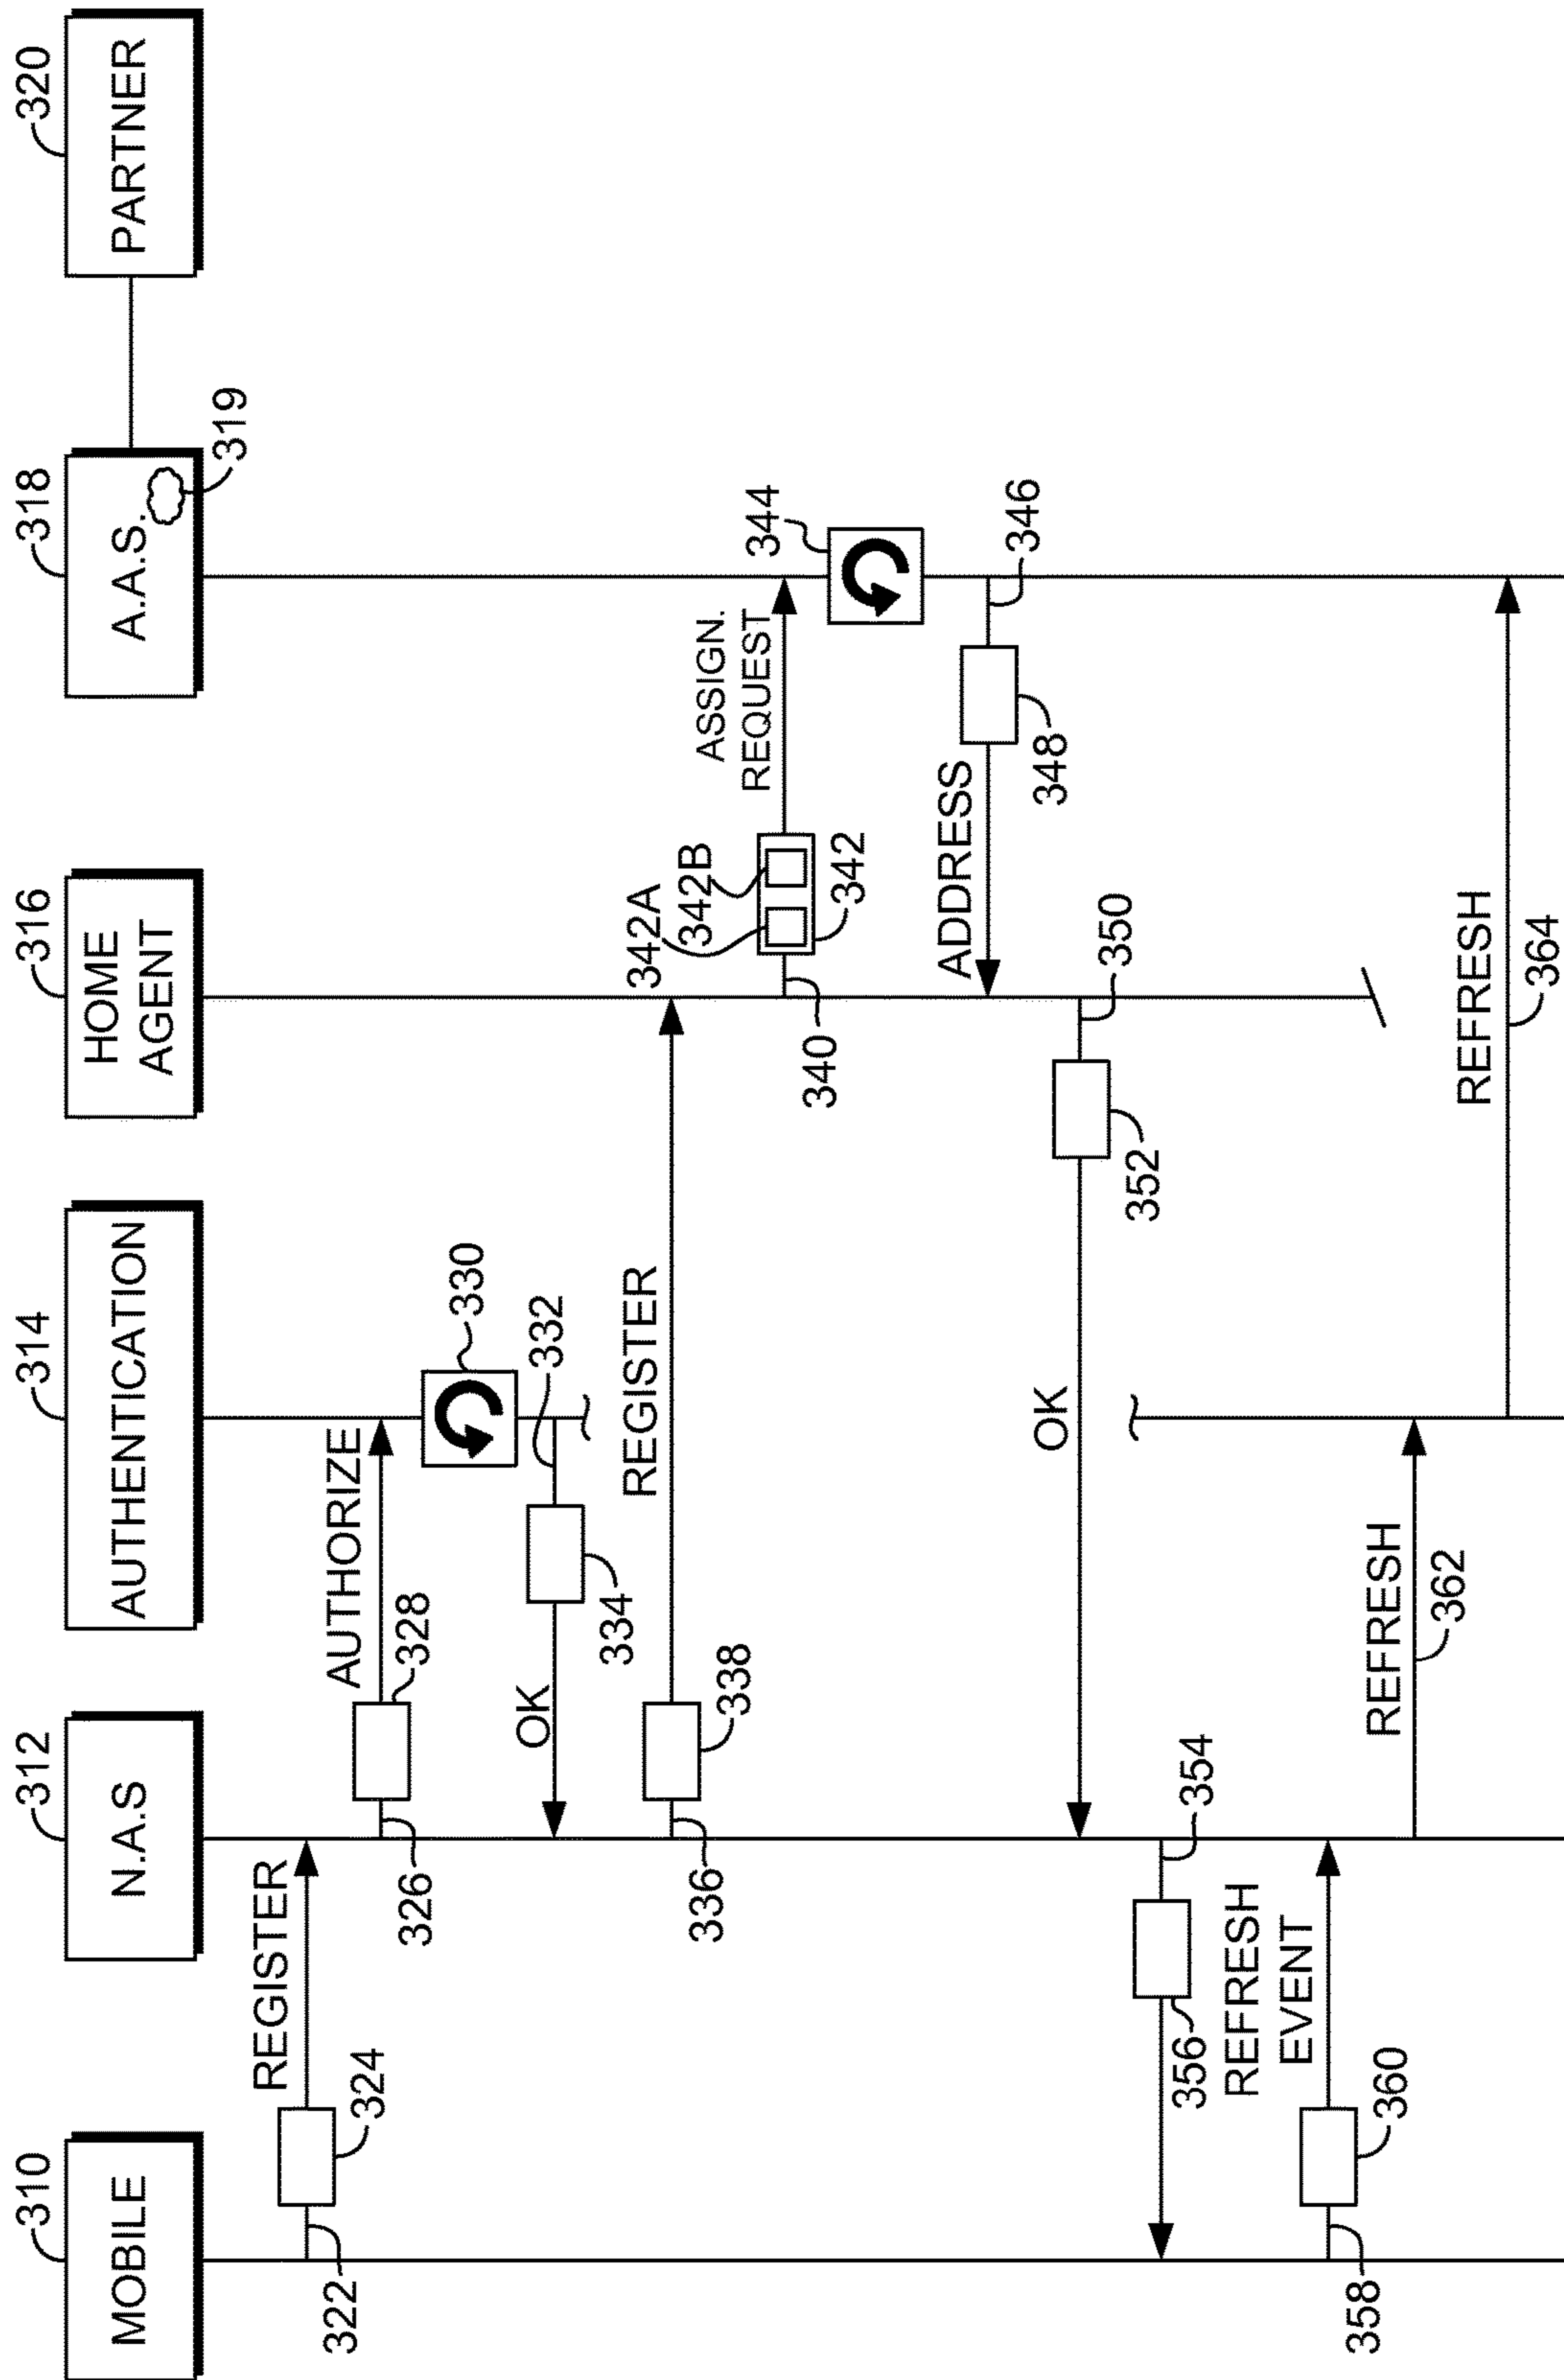 310
312
314
316
318
320
MOBILE
N.A.S
AUTHENTICATION
HOME
AGENT
A.A.S.
PARTNER
319
REGISTER
324
322
AUTHORIZE
328
326
330
332
OK
334
REGISTER
338
336
342A
342B
342
340
ASSIGN.
REQUEST
344
ADDRESS
346
348
350
OK
352
354
356
REFRESH
EVENT
360
358
REFRESH
362
REFRESH
364